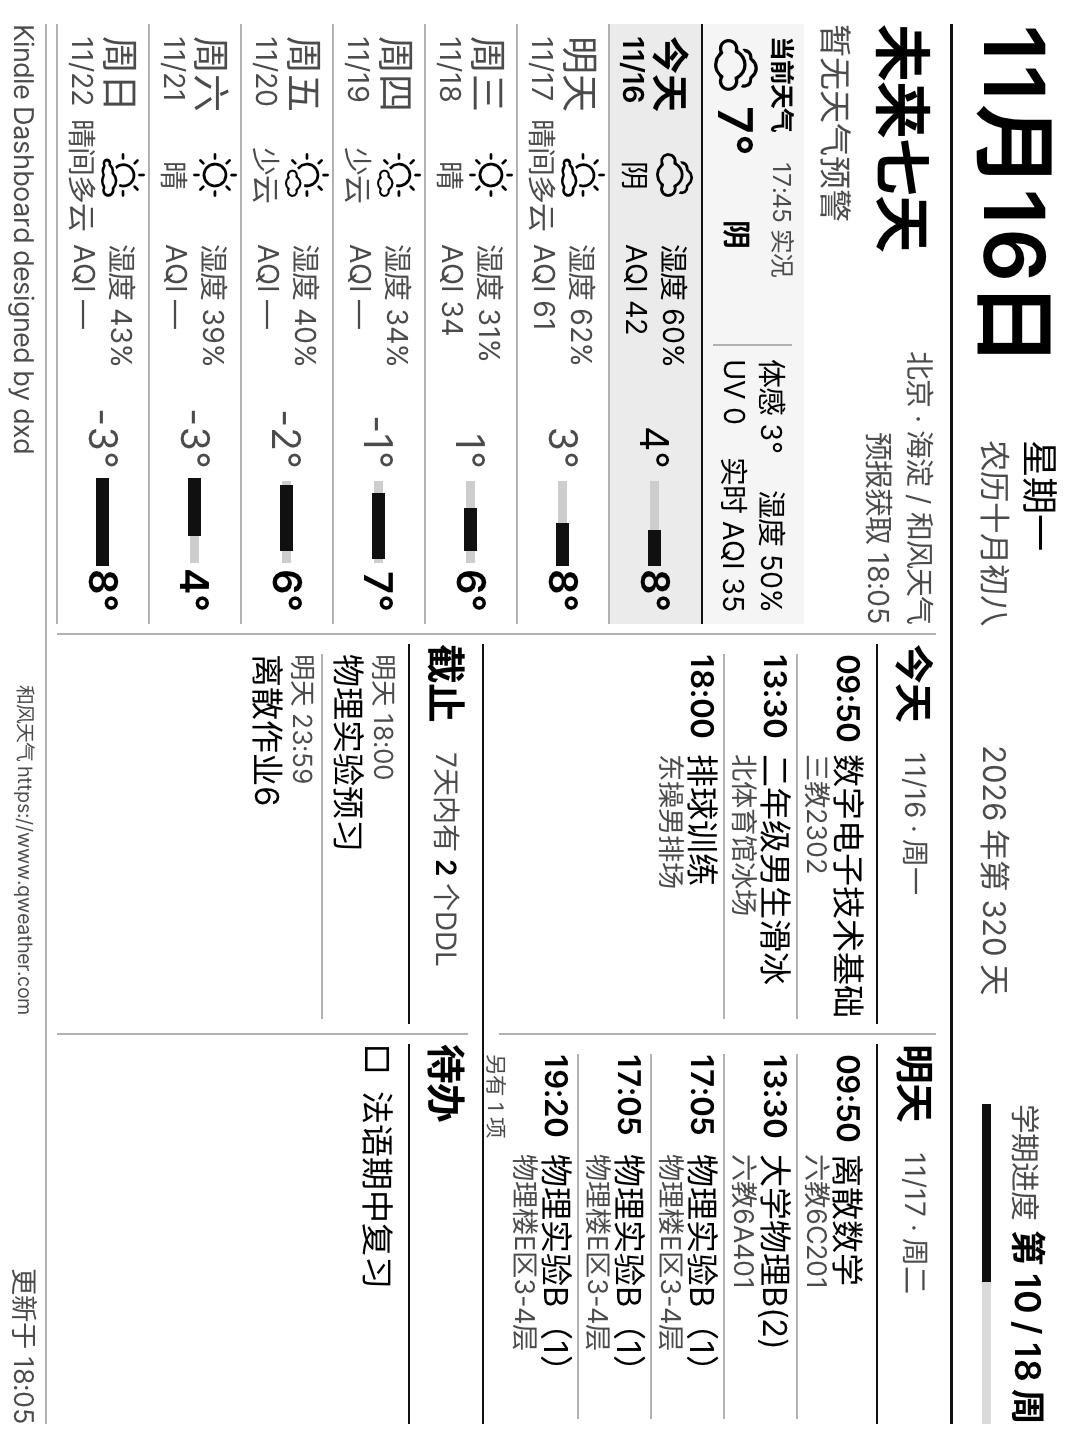 11月16日
星期一
农历十月初八
2026 年第 320 天
学期进度 第 10 / 18 周
未来七天
北京 · 海淀 / 和风天气
预报获取 18:05
暂无天气预警
当前天气 17:45 实况
7° 阴
体感 3° 湿度 50%
UV 0 实时 AQI 35
今天 湿度 60%
11/16 阴 AQI 42
4° 8°
明天 湿度 62%
11/17 晴间多云 AQI 61
3° 8°
周三 湿度 31%
11/18 晴 AQI 34
1° 6°
周四 湿度 34%
11/19 少云 AQI —
-1° 7°
周五 湿度 40%
11/20 少云 AQI —
-2° 6°
周六 湿度 39%
11/21 晴 AQI —
-3° 4°
周日 湿度 43%
11/22 晴间多云 AQI —
-3° 8°
今天 11/16 · 周一
09:50 数字电子技术基础
三教2302
13:30 二年级男生滑冰
北体育馆冰场
18:00 排球训练
东操男排场
明天 11/17 · 周二
09:50 离散数学
六教6C201
13:30 大学物理B(2)
六教6A401
17:05 物理实验B（1）
物理楼E区3-4层
17:05 物理实验B（1）
物理楼E区3-4层
19:20 物理实验B（1）
物理楼E区3-4层
另有 1 项
截止 7天内有 2 个DDL
明天 18:00
物理实验预习
明天 23:59
离散作业6
待办
法语期中复习
Kindle Dashboard designed by dxd
和风天气 https://www.qweather.com
更新于 18:05